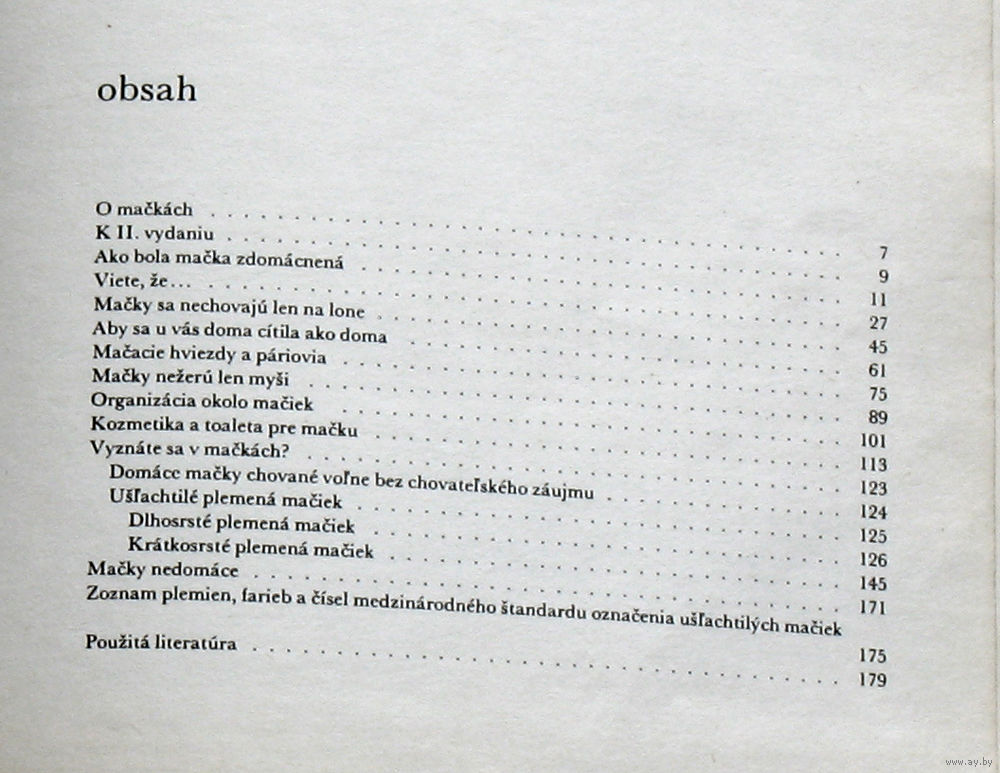 obsah
O mačkách . . . . . . . . . . 7
K II. vydaniu . . . . . . . . . . 9
Ako bola mačka zdomácnená . . . . . . . . . . 11
Viete, že... . . . . . . . . . . 27
Mačky sa nechovajú len na lone . . . . . . . . . . 45
Aby sa u vás doma cítila ako doma . . . . . . . . . . 61
Mačacie hviezdy a páriovia . . . . . . . . . . 75
Mačky nežerú len myši . . . . . . . . . . 89
Organizácia okolo mačiek . . . . . . . . . . 101
Kozmetika a toaleta pre mačku . . . . . . . . . . 113
Vyznáte sa v mačkách? . . . . . . . . . . 123
Domáce mačky chované voľne bez chovateľského záujmu . . . . . . . . . . 124
Ušľachtilé plemená mačiek . . . . . . . . . . 125
Dlhosrsté plemená mačiek . . . . . . . . . . 126
Krátkosrsté plemená mačiek . . . . . . . . . . 145
Mačky nedomáce . . . . . . . . . . 171
Zoznam plemien, farieb a čísel medzinárodného štandardu označenia ušľachtilých mačiek
175
Použitá literatúra . . . . . . . . . . 179
www.ay.by